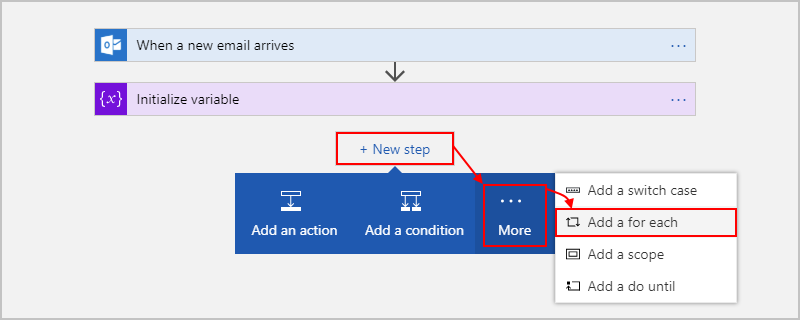 When a new email arrives
{x} Initialize variable
+ New step
Add an action
Add a condition
More
Add a switch case
Add a for each
Add a scope
Add a do until